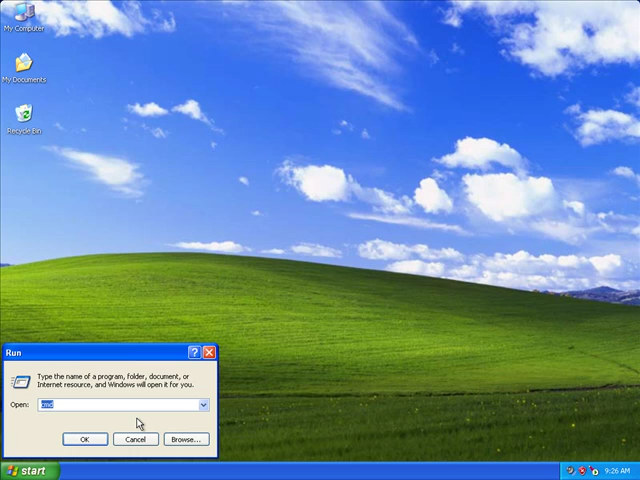 My Computer
My Documents
Recycle Bin
Run
Type the name of a program, folder, document, or
Internet resource, and Windows will open it for you.
Open: cmd
OK Cancel Browse...
start 9:26 AM